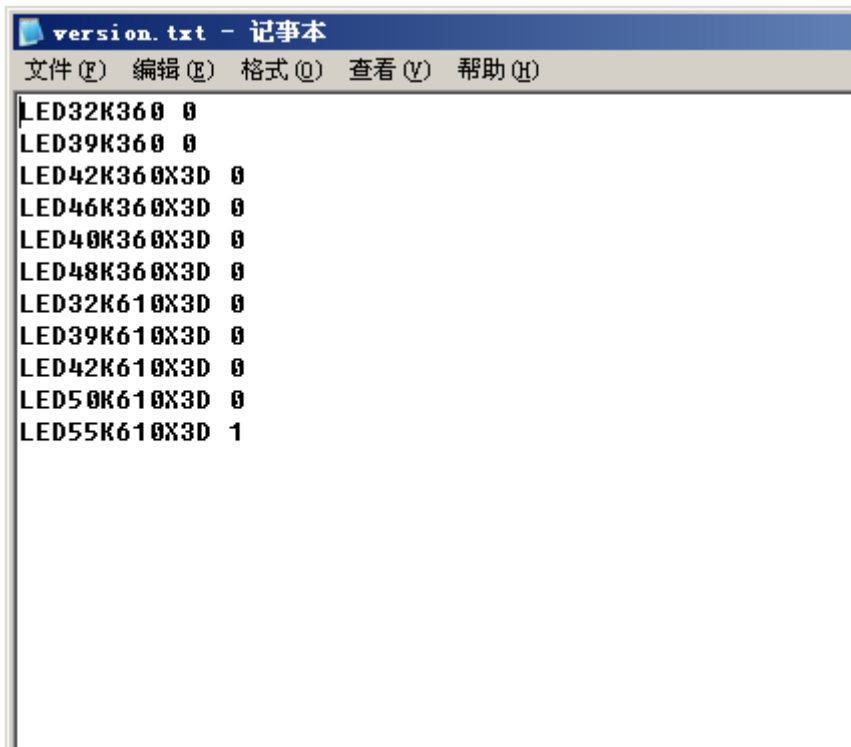 version.txt - 记事本
文件(F) 编辑(E) 格式(O) 查看(V) 帮助(H)
LED32K360 0
LED39K360 0
LED42K360X3D 0
LED46K360X3D 0
LED40K360X3D 0
LED48K360X3D 0
LED32K610X3D 0
LED39K610X3D 0
LED42K610X3D 0
LED50K610X3D 0
LED55K610X3D 1